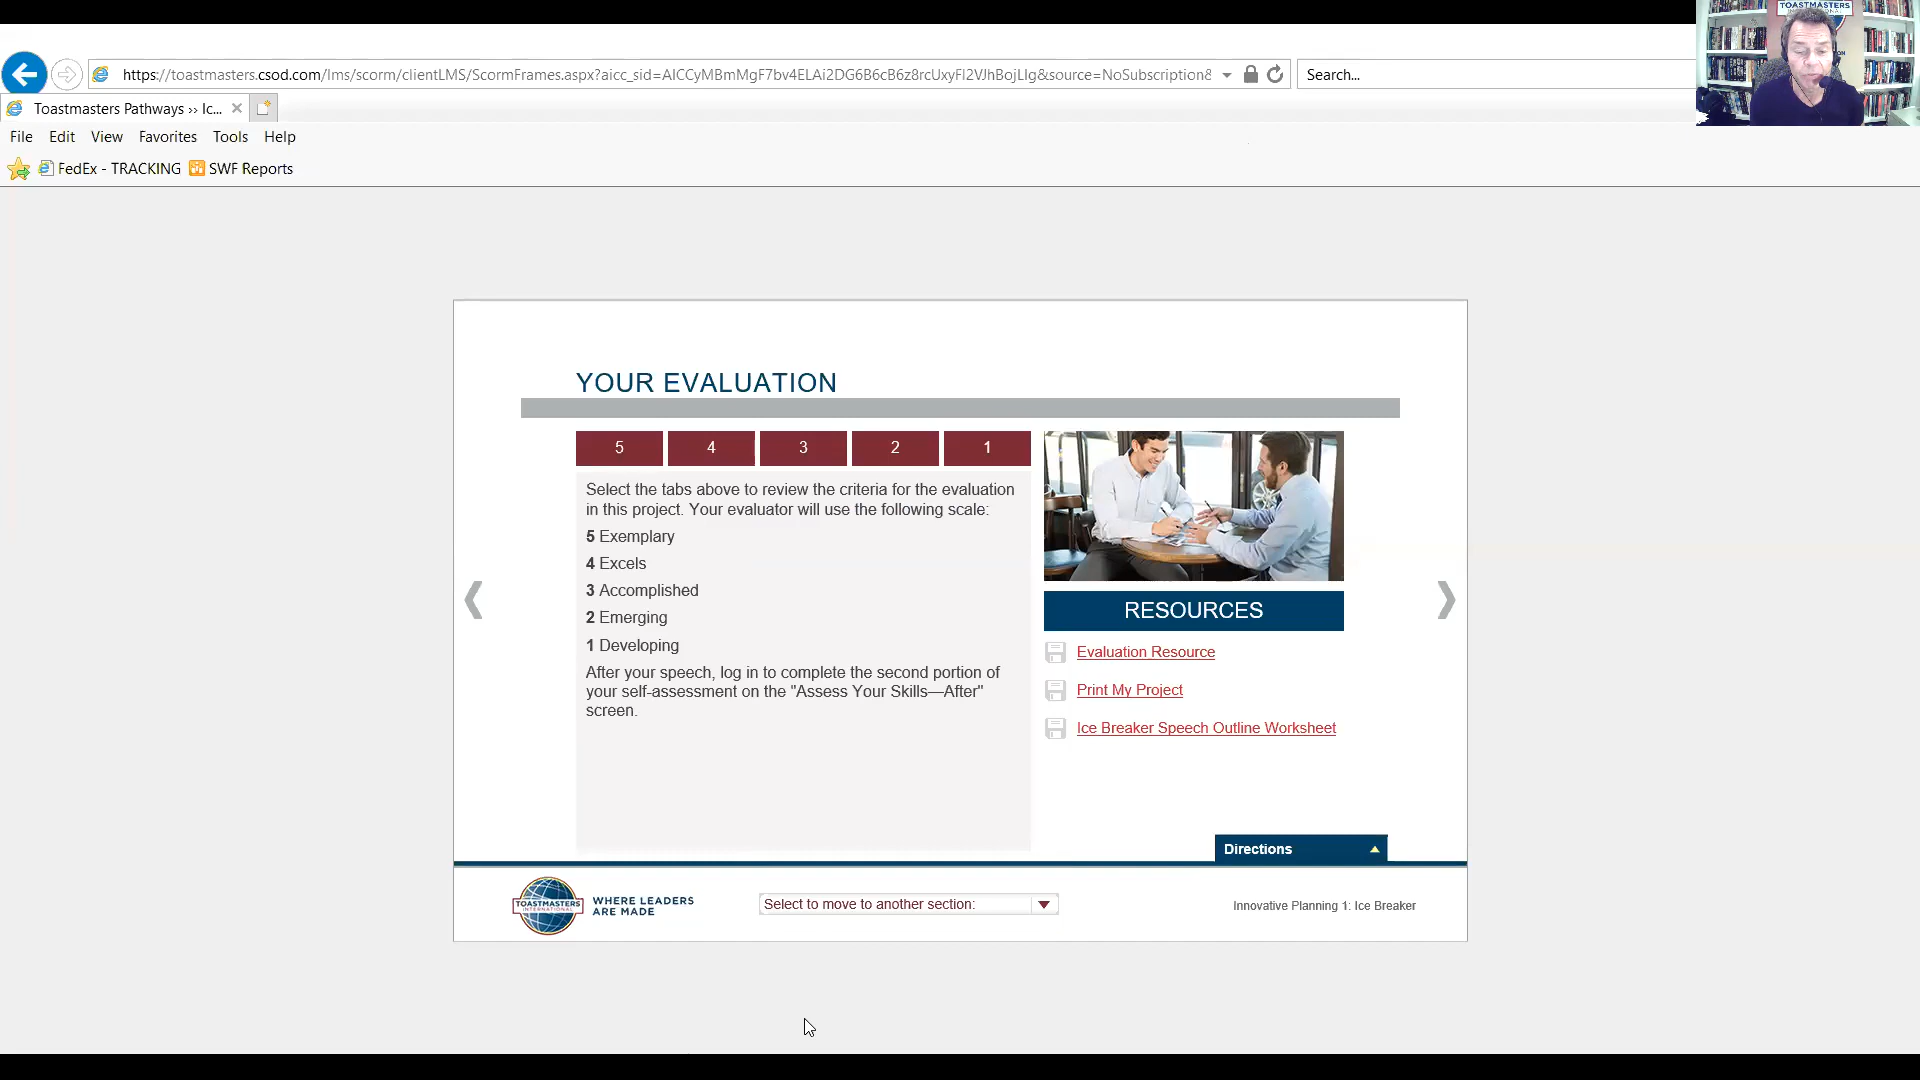 TOASTMASTERS
https://toastmasters.csod.com/lms/scorm/clientLMS/ScormFrames.aspx?aicc_sid=AICCyMBmMgF7bv4ELAi2DG6B6cB6z8rcUxyFl2VJhBojLIg&source=NoSubscription&
Search...
Toastmasters Pathways ›› Ic...
File Edit View Favorites Tools Help
FedEx - TRACKING SWF Reports
YOUR EVALUATION
5 4 3 2 1
Select the tabs above to review the criteria for the evaluation
in this project. Your evaluator will use the following scale:
5 Exemplary
4 Excels
3 Accomplished
2 Emerging
1 Developing
After your speech, log in to complete the second portion of
your self-assessment on the "Assess Your Skills—After"
screen.
RESOURCES
Evaluation Resource
Print My Project
Ice Breaker Speech Outline Worksheet
Directions
TOASTMASTERS
INTERNATIONAL
WHERE LEADERS
ARE MADE
Select to move to another section:
Innovative Planning 1: Ice Breaker